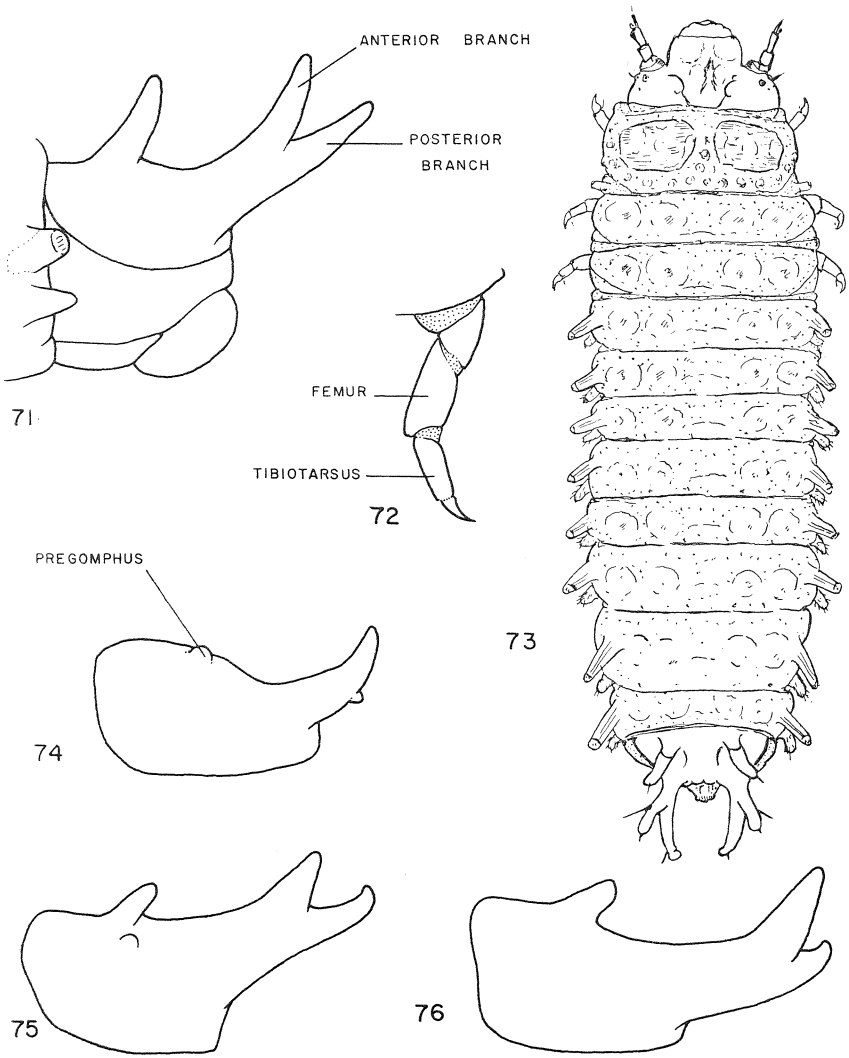 ANTERIOR BRANCH
POSTERIOR
BRANCH
71
FEMUR
TIBIOTARSUS
72
PREGOMPHUS
73
74
75
76